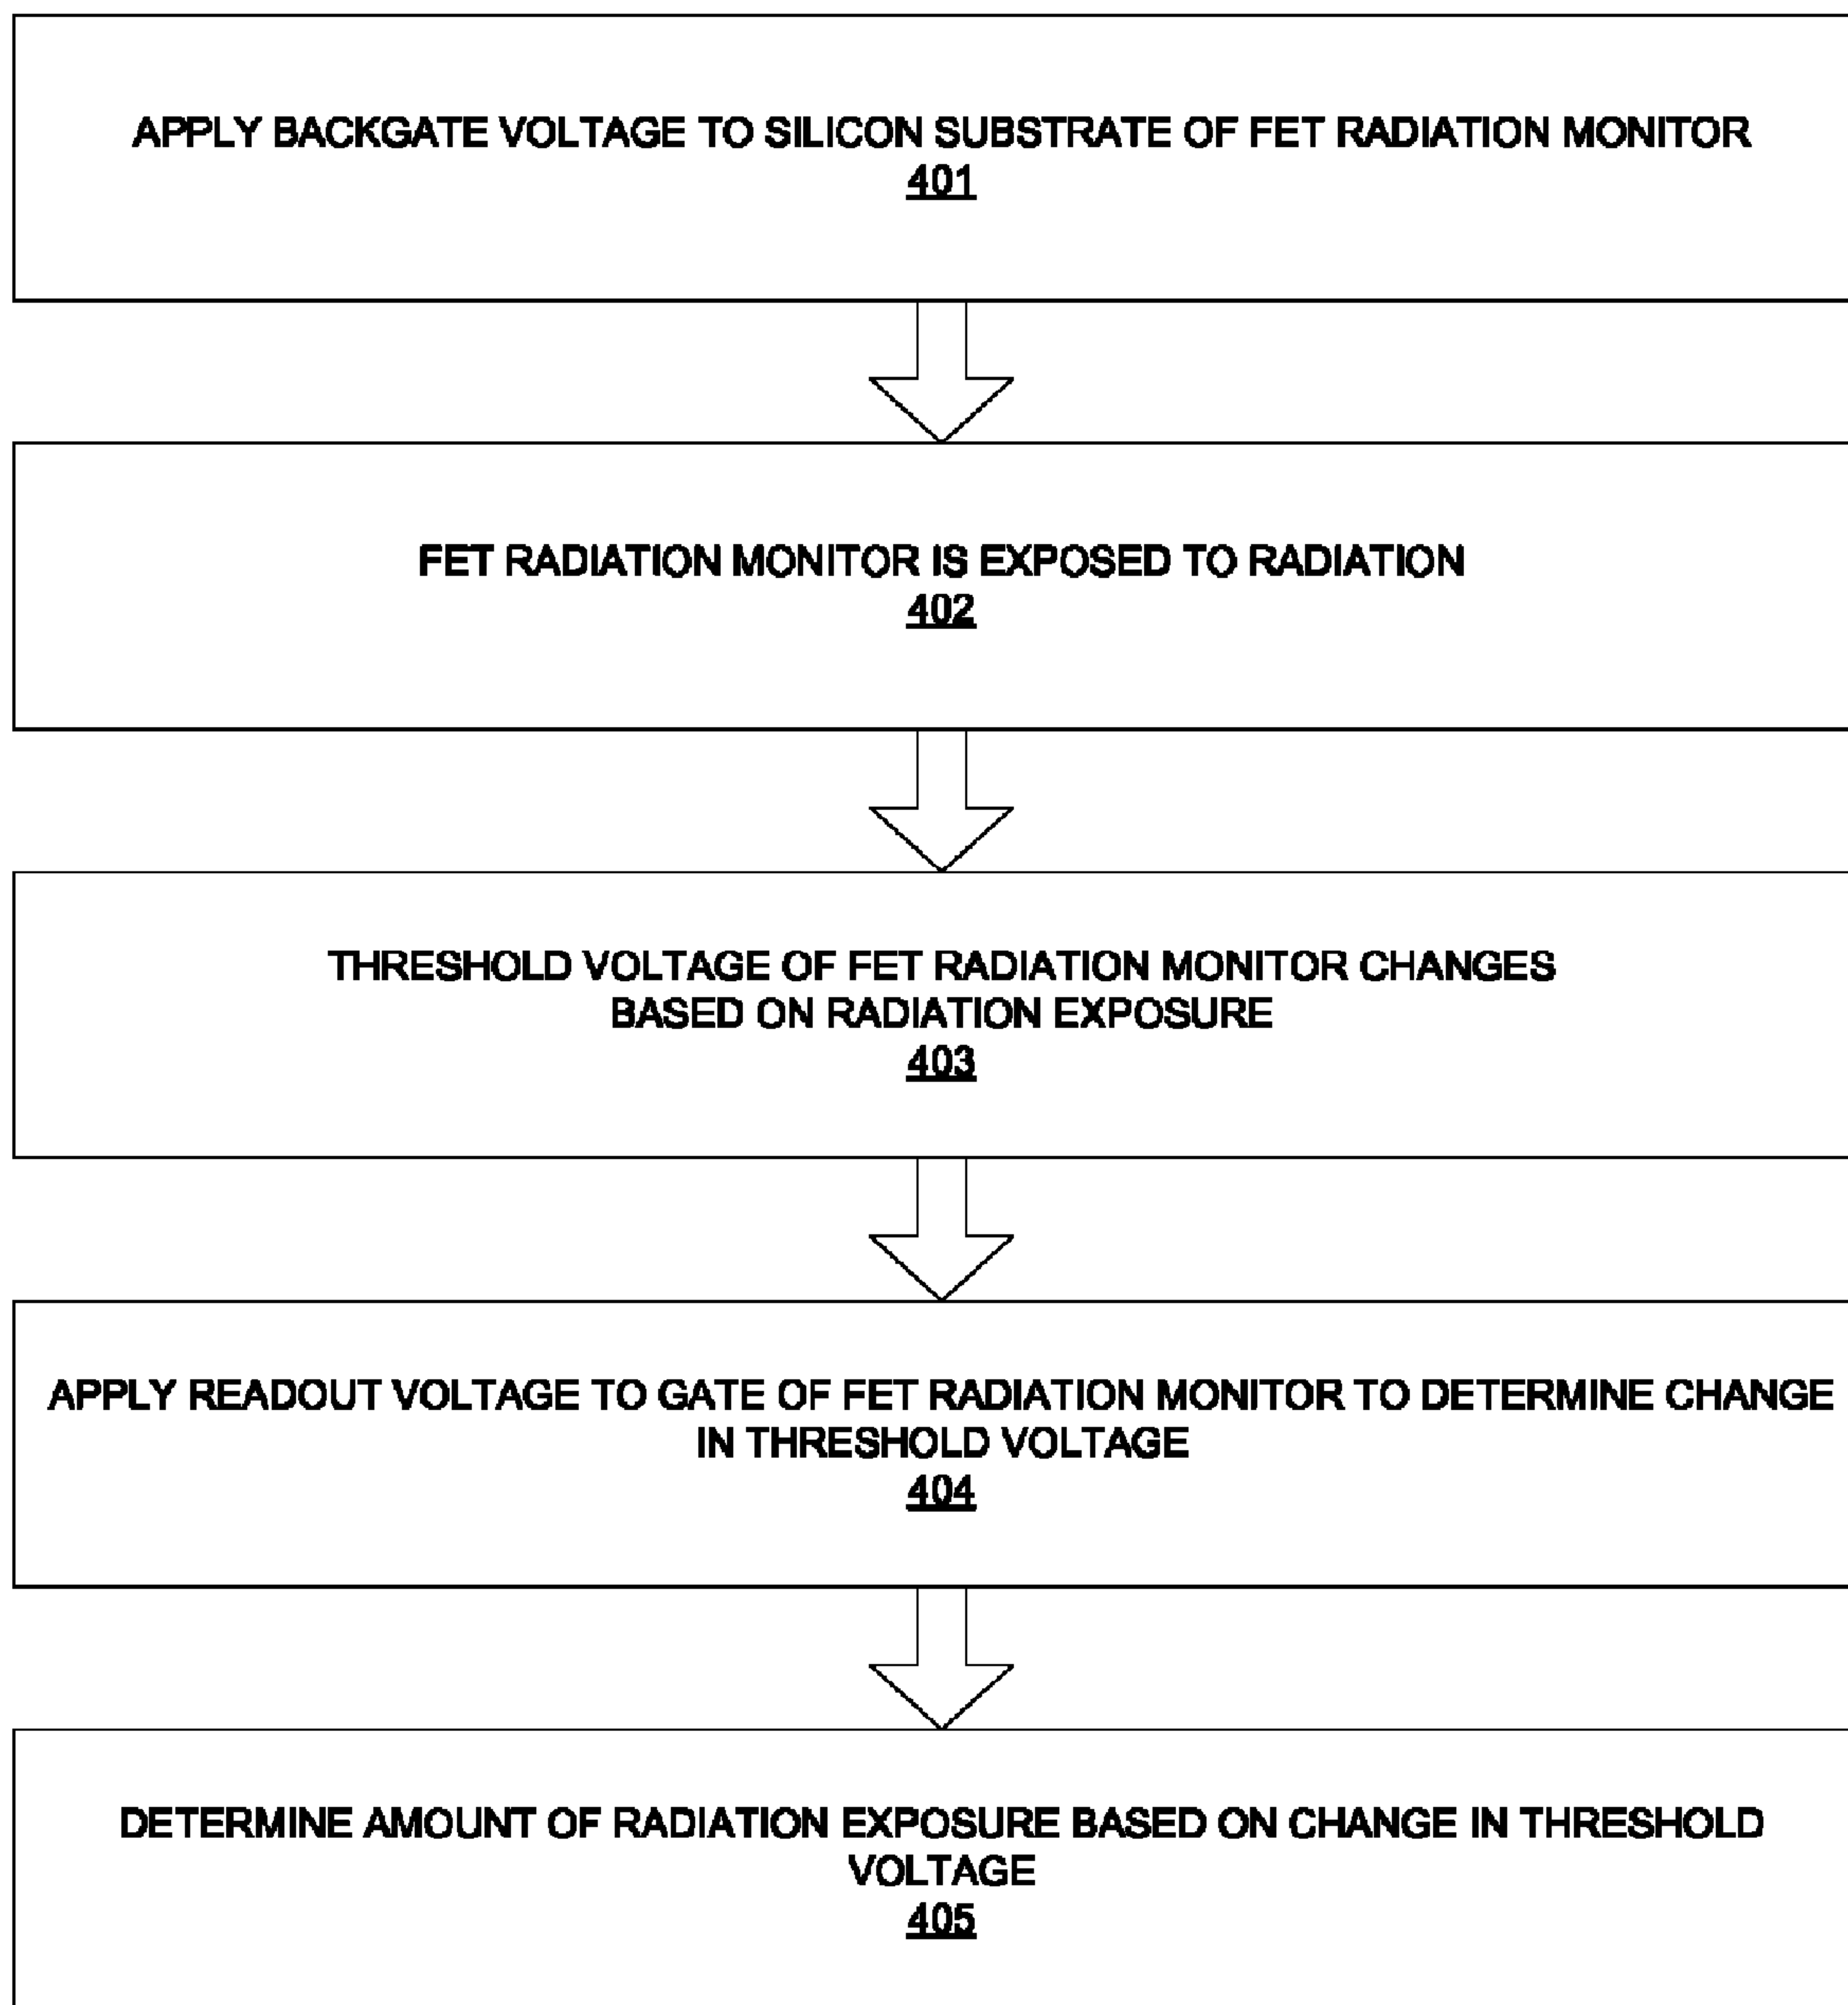 APPLY BACKGATE VOLTAGE TO SILICON SUBSTRATE OF FET RADIATION MONITOR
401
FET RADIATION MONITOR IS EXPOSED TO RADIATION
402
THRESHOLD VOLTAGE OF FET RADIATION MONITOR CHANGES
BASED ON RADIATION EXPOSURE
403
APPLY READOUT VOLTAGE TO GATE OF FET RADIATION MONITOR TO DETERMINE CHANGE
IN THRESHOLD VOLTAGE
404
DETERMINE AMOUNT OF RADIATION EXPOSURE BASED ON CHANGE IN THRESHOLD
VOLTAGE
405